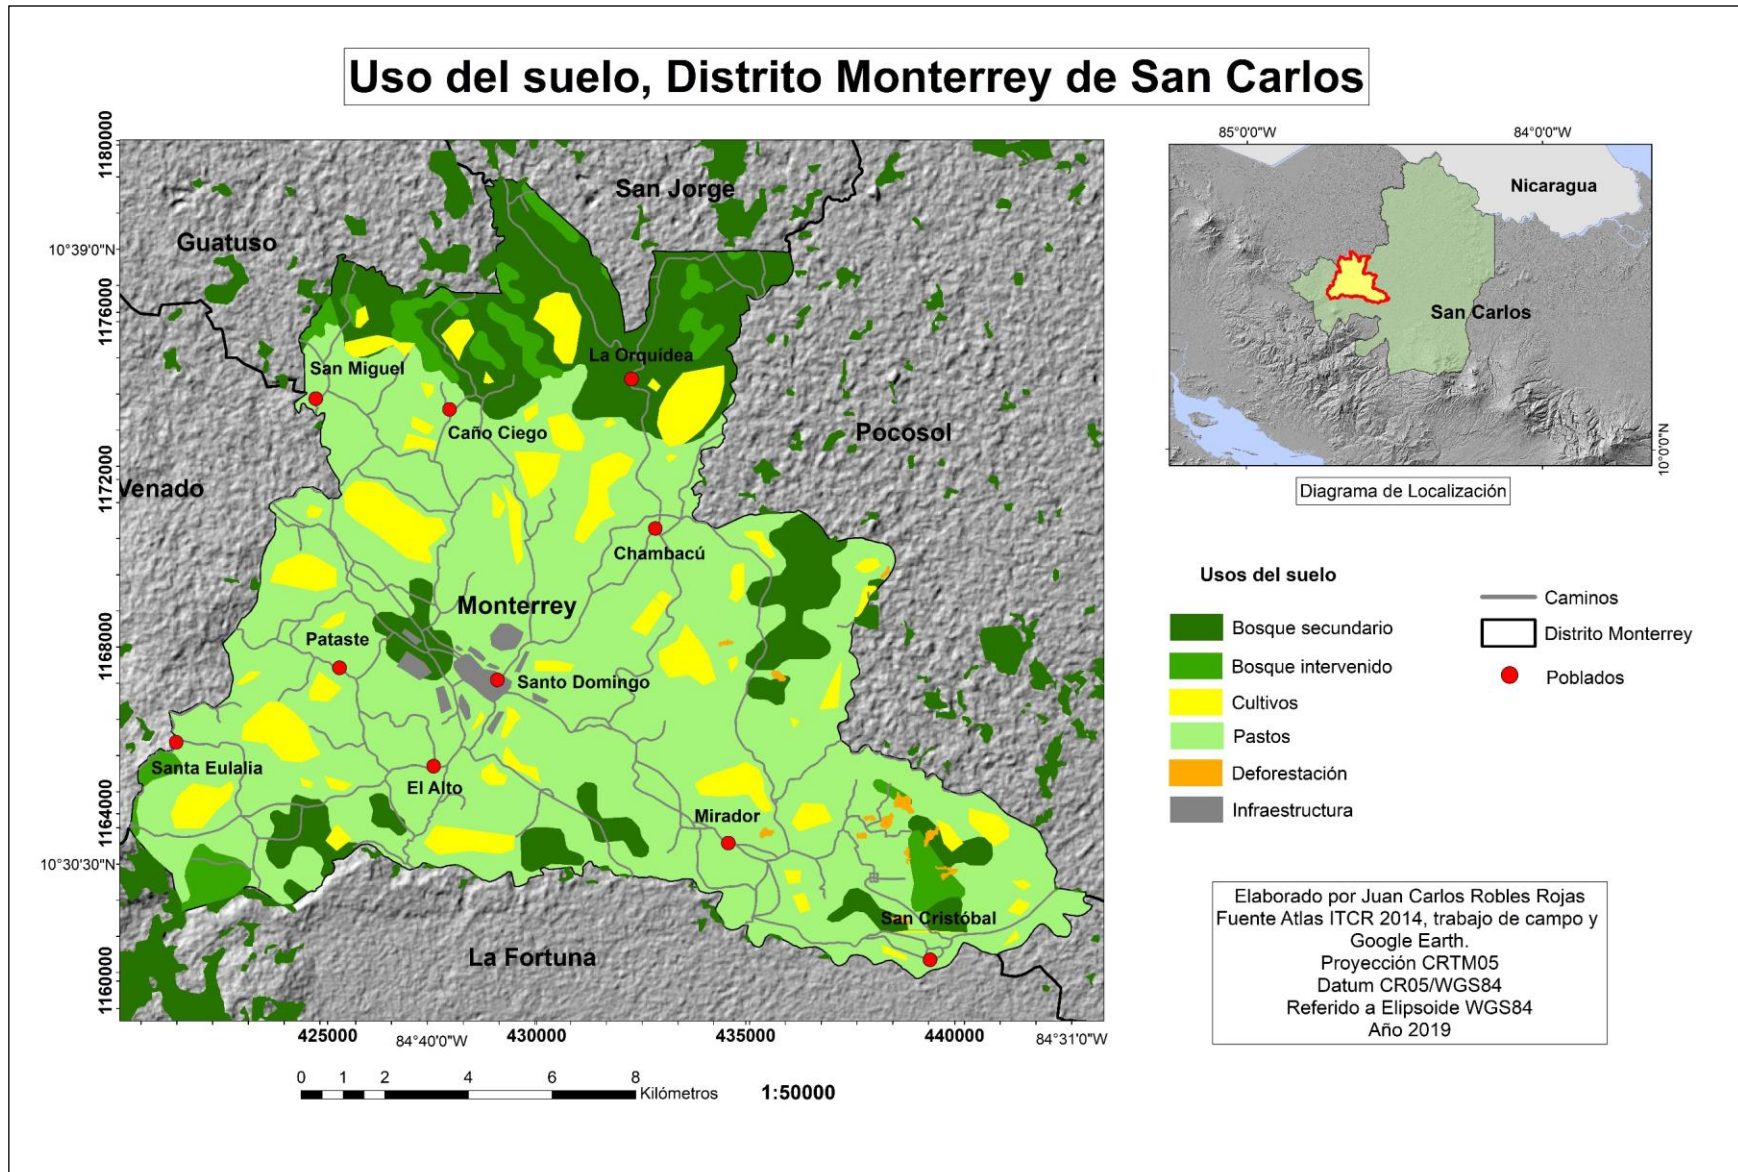 Uso del suelo, Distrito Monterrey de San Carlos
1180000
1176000
1172000
1168000
1164000
1160000
10°39'0"N
10°30'30"N
San Jorge
Guatuso
La Orquídea
San Miguel
Caño Ciego
Pocosol
Venado
Chambacú
Monterrey
Pataste
Santo Domingo
Santa Eulalia
El Alto
Mirador
San Cristóbal
La Fortuna
425000
84°40'0"W
430000
435000
440000
84°31'0"W
0 1 2 4 6 8
Kilómetros
1:50000
85°0'0"W
84°0'0"W
Nicaragua
San Carlos
10°0'0"N
Diagrama de Localización
Usos del suelo
Bosque secundario
Bosque intervenido
Cultivos
Pastos
Deforestación
Infraestructura
Caminos
Distrito Monterrey
Poblados
Elaborado por Juan Carlos Robles Rojas
Fuente Atlas ITCR 2014, trabajo de campo y
Google Earth.
Proyección CRTM05
Datum CR05/WGS84
Referido a Elipsoide WGS84
Año 2019